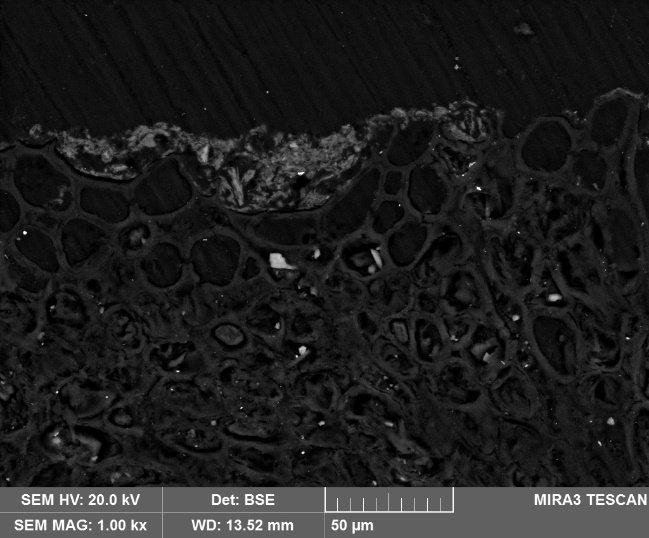 SEM HV: 20.0 kV Det: BSE MIRA3 TESCAN
SEM MAG: 1.00 kx WD: 13.52 mm 50 µm